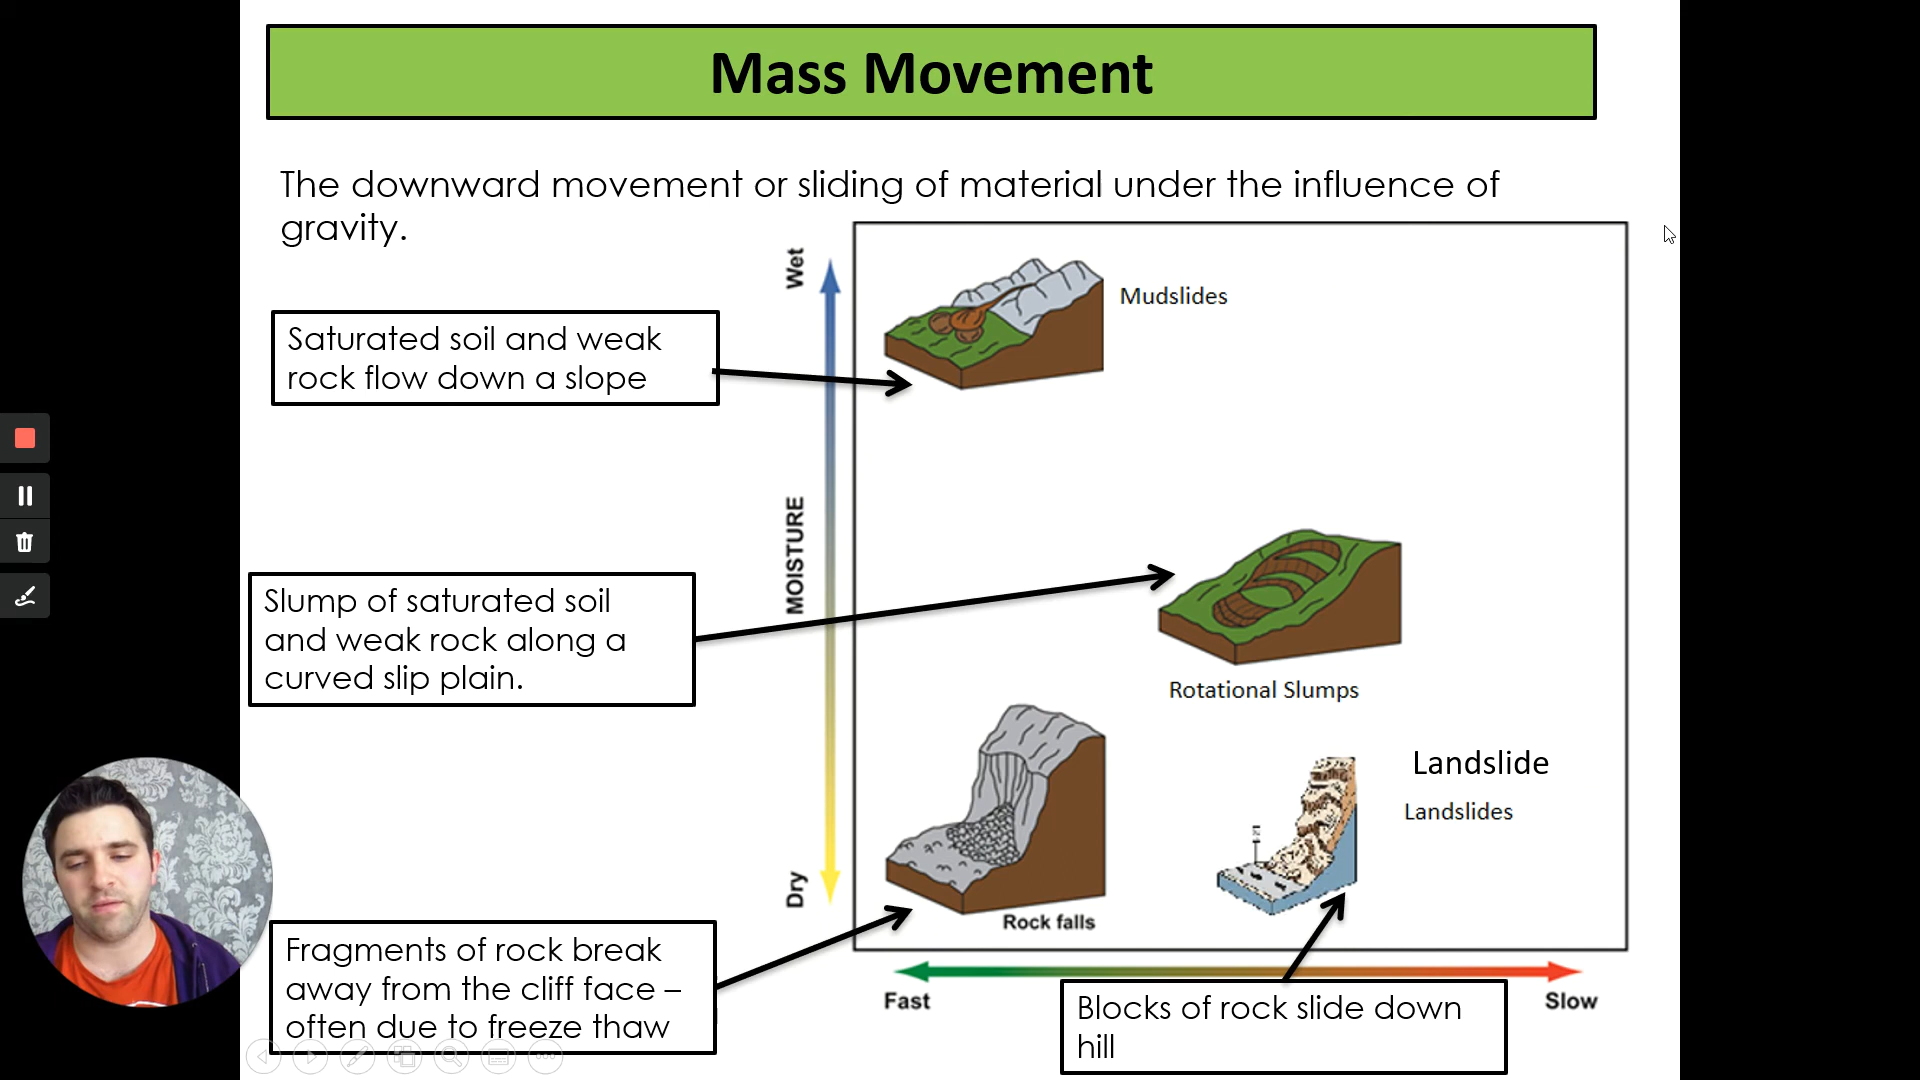 Mass Movement
The downward movement or sliding of material under the influence of
gravity.
Wet
Mudslides
Saturated soil and weak
rock flow down a slope
MOISTURE
Slump of saturated soil
and weak rock along a
curved slip plain.
Rotational Slumps
Landslide
Landslides
Dry
Rock falls
Fragments of rock break
away from the cliff face –
often due to freeze thaw
Fast
Slow
Blocks of rock slide down
hill